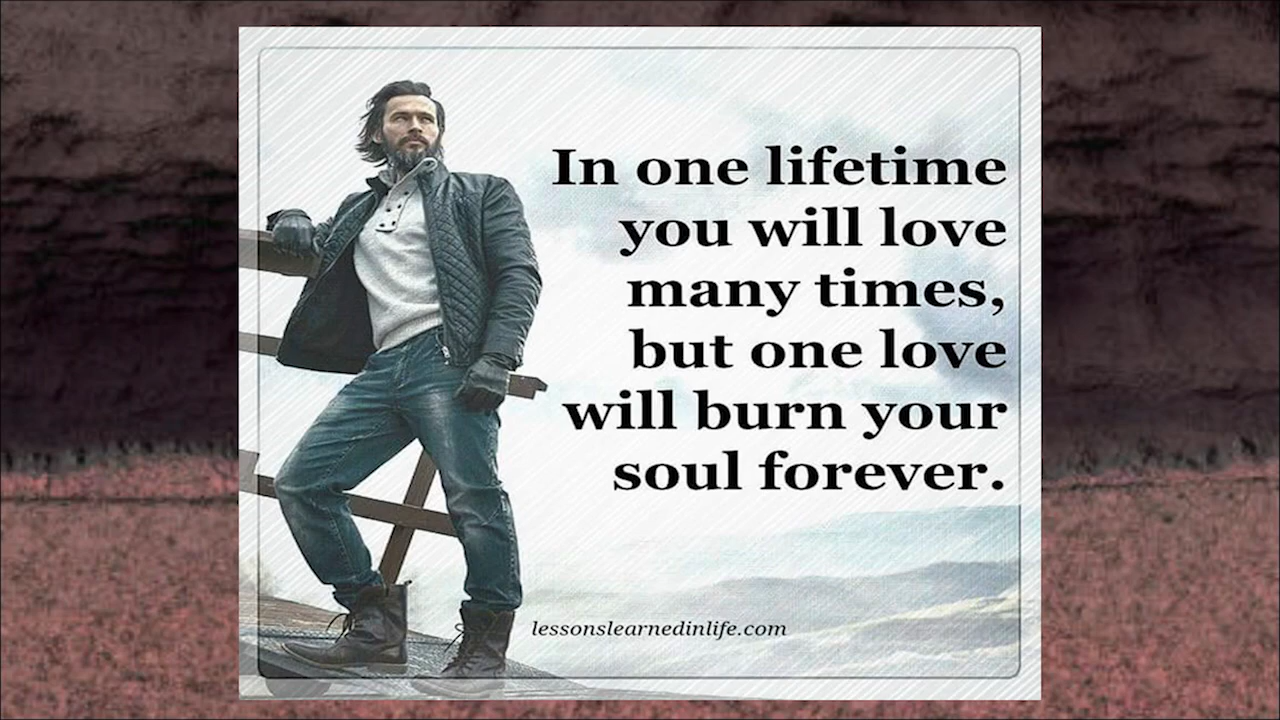 In one lifetime
you will love
many times,
but one love
will burn your
soul forever.
lessonslearnedinlife.com